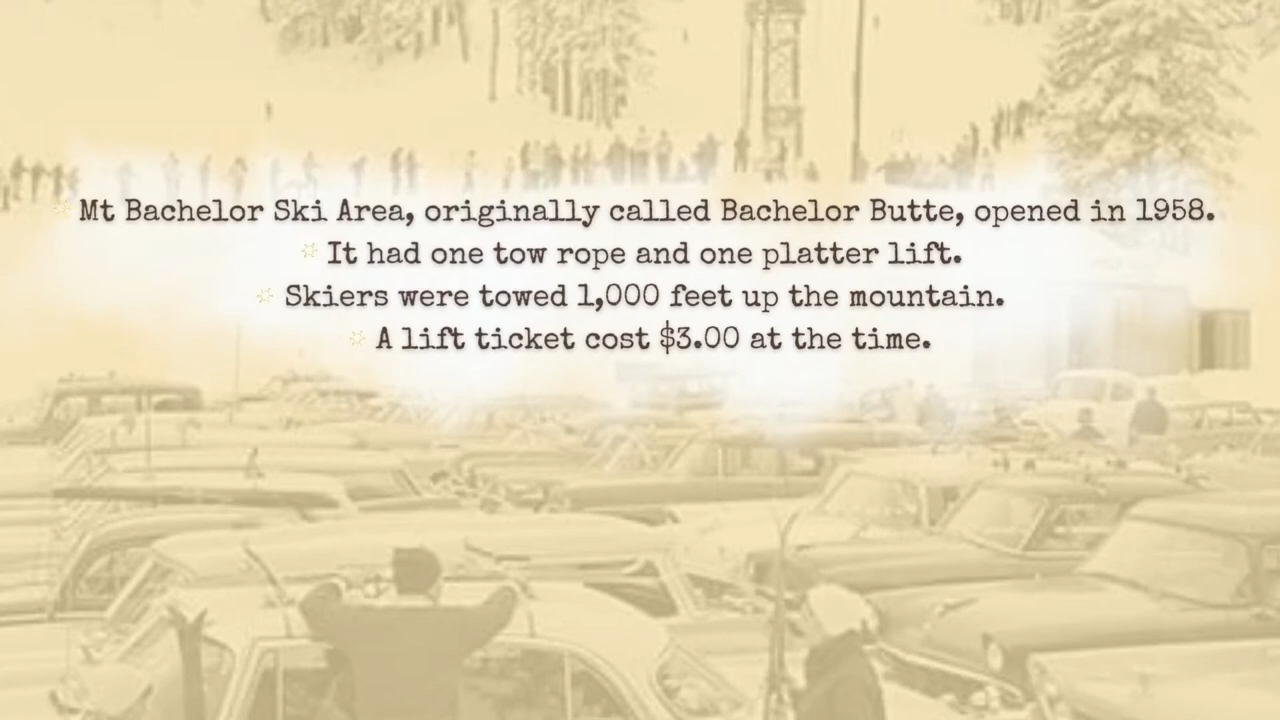 Mt Bachelor Ski Area, originally called Bachelor Butte, opened in 1958.
It had one tow rope and one platter lift.
Skiers were towed 1,000 feet up the mountain.
A lift ticket cost $3.00 at the time.